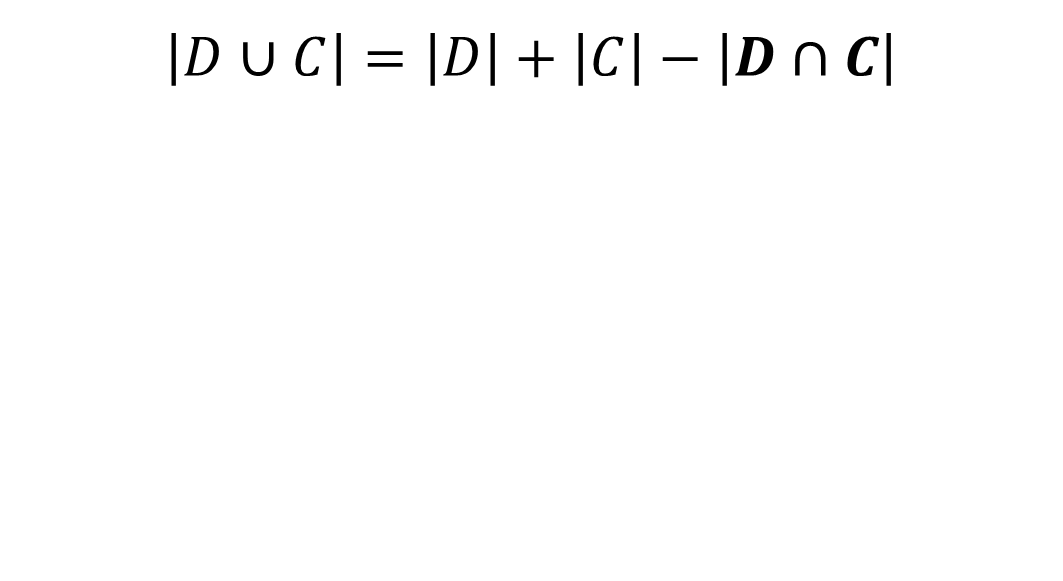 |D ∪ C| = |D| + |C| − |D ∩ C|